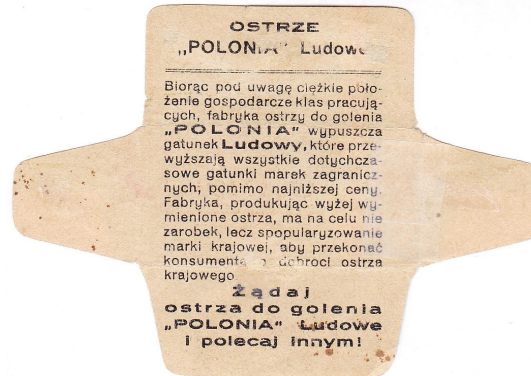 OSTRZE
„POLONIA" Ludowe
Biorąc pod uwagę ciężkie poło-
żenie gospodarcze klas pracują-
cych, fabryka ostrzy do golenia
„POLONIA" wypuszcza
gatunek Ludowy, które prze-
wyższają wszystkie dotychcza-
sowe gatunki marek zagranicz-
nych, pomimo najniższej ceny.
Fabryka, produkując wyżej wy-
mienione ostrza, ma na celu nie
zarobek, lecz spopularyzowanie
marki krajowej, aby przekonać
konsumenta o dobroci ostrza
krajowego
Żądaj
ostrza do golenia
„POLONIA" Ludowe
i polecaj innym!